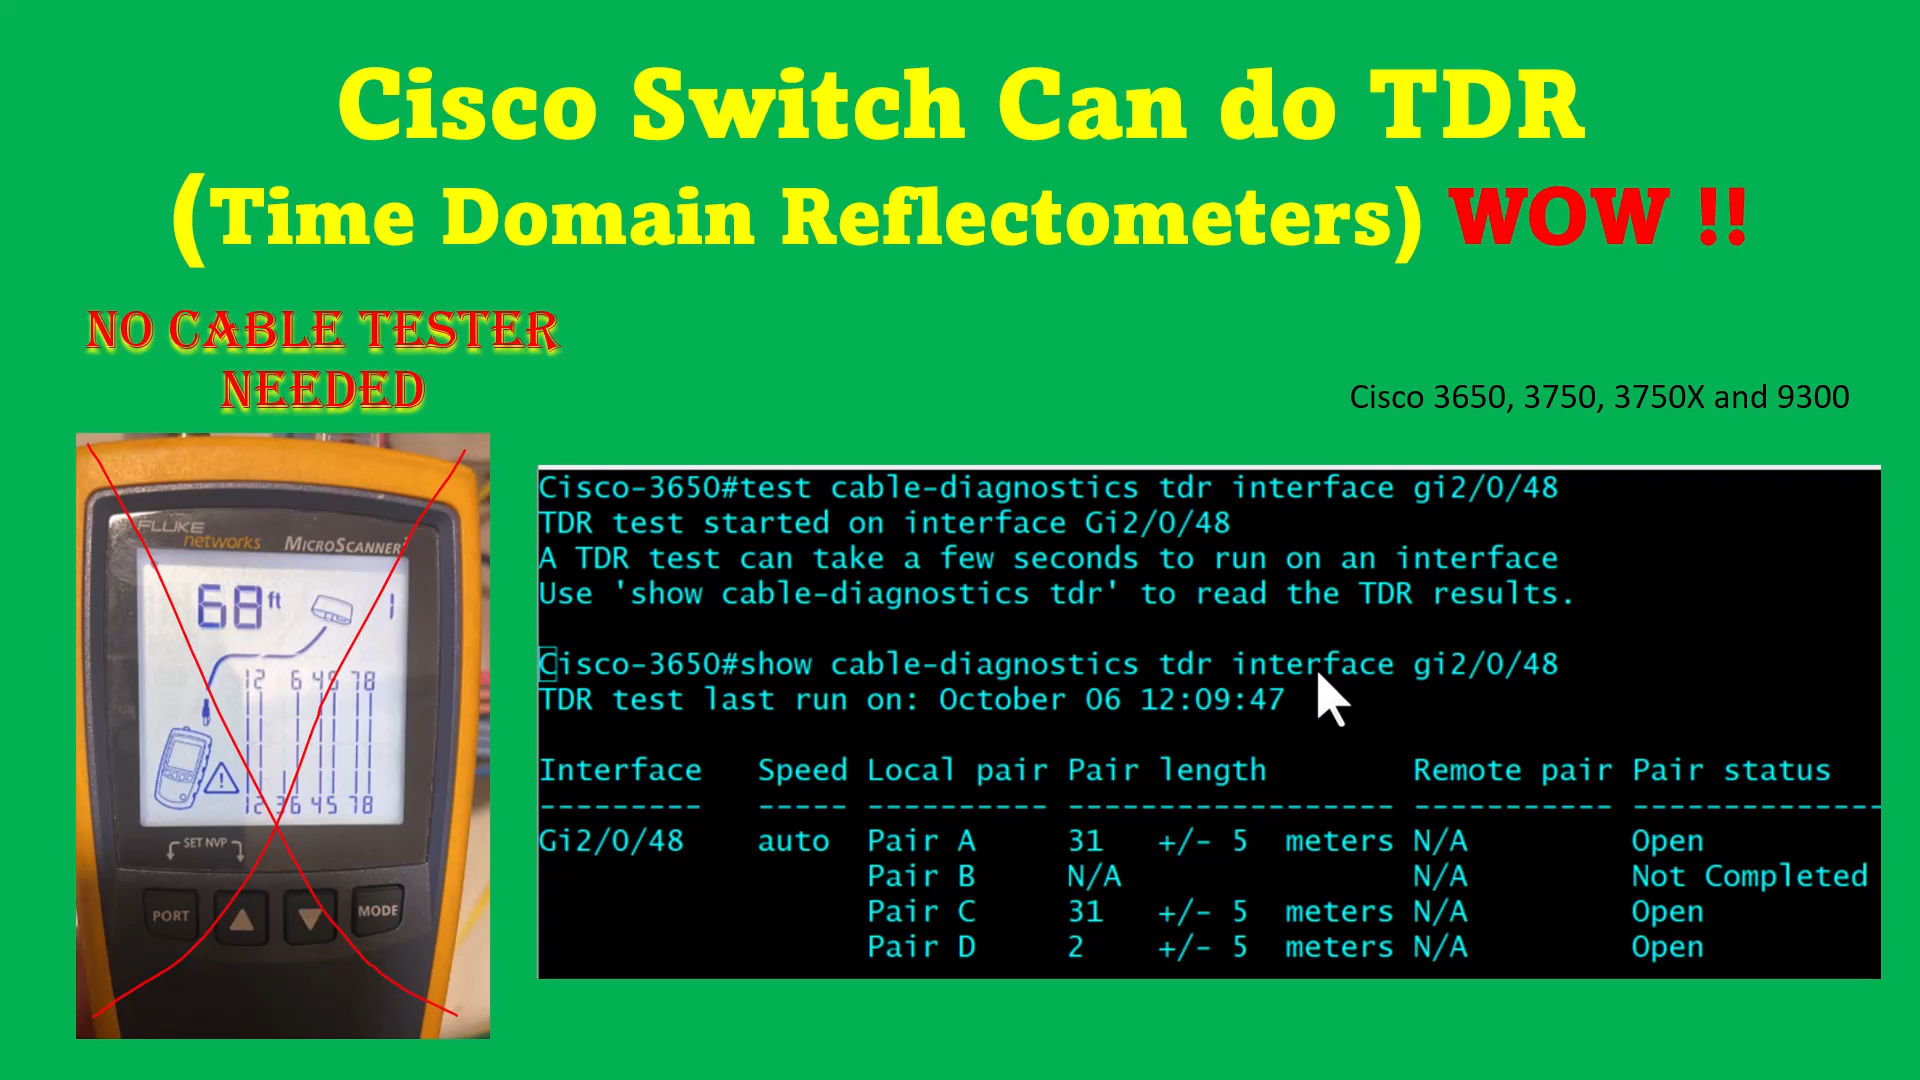 Cisco Switch Can do TDR
(Time Domain Reflectometers) WOW !!
NO CABLE TESTER
NEEDED
Cisco 3650, 3750, 3750X and 9300
FLUKE
networks MICROSCANNER
68 ft 1
12 6 45 78
12 36 45 78
SET NVP
PORT MODE
Cisco-3650#test cable-diagnostics tdr interface gi2/0/48
TDR test started on interface Gi2/0/48
A TDR test can take a few seconds to run on an interface
Use 'show cable-diagnostics tdr' to read the TDR results.
Cisco-3650#show cable-diagnostics tdr interface gi2/0/48
TDR test last run on: October 06 12:09:47
Interface Speed Local pair Pair length Remote pair Pair status
--------- ----- ---------- ------------------ ----------- --------------
Gi2/0/48 auto Pair A 31 +/- 5 meters N/A Open
Pair B N/A N/A Not Completed
Pair C 31 +/- 5 meters N/A Open
Pair D 2 +/- 5 meters N/A Open